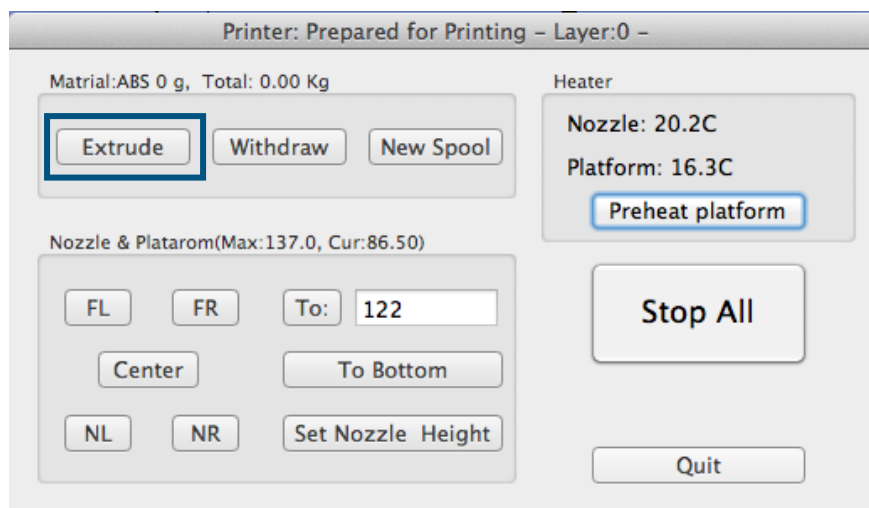 Printer: Prepared for Printing – Layer:0 –
Matrial:ABS 0 g, Total: 0.00 Kg
Extrude Withdraw New Spool
Heater
Nozzle: 20.2C
Platform: 16.3C
Preheat platform
Nozzle & Platarom(Max:137.0, Cur:86.50)
FL FR To: 122
Center To Bottom
NL NR Set Nozzle Height
Stop All
Quit